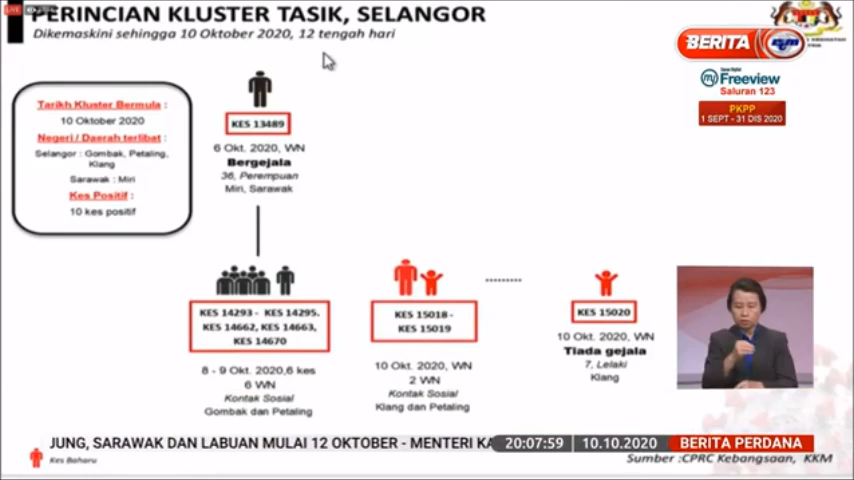 LIVE
PERINCIAN KLUSTER TASIK, SELANGOR
Dikemaskini sehingga 10 Oktober 2020, 12 tengah hari
BERITA
Freeview
Saluran 123
PKPP
1 SEPT - 31 DIS 2020
Tarikh Kluster Bermula :
10 Oktober 2020
Negeri / Daerah terlibat :
Selangor : Gombak, Petaling,
Klang
Sarawak : Miri
Kes Positif :
10 kes positif
KES 13489
6 Okt. 2020, WN
Bergejala
36, Perempuan
Miri, Sarawak
KES 14293 - KES 14295.
KES 14662, KES 14663,
KES 14670
8 - 9 Okt. 2020,6 kes
6 WN
Kontak Sosial
Gombak dan Petaling
KES 15018 -
KES 15019
10 Okt. 2020, WN
2 WN
Kontak Sosial
Klang dan Petaling
KES 15020
10 Okt. 2020, WN
Tiada gejala
7, Lelaki
Klang
JUNG, SARAWAK DAN LABUAN MULAI 12 OKTOBER - MENTERI KA
20:07:59
10.10.2020
BERITA PERDANA
Kes Baharu
Sumber :CPRC Kebangsaan, KKM